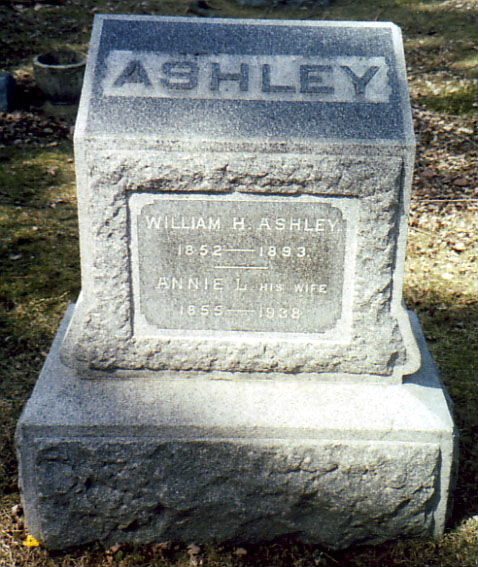 ASHLEY
WILLIAM H. ASHLEY.
1852—1893.
ANNIE L. HIS WIFE
1855—1938